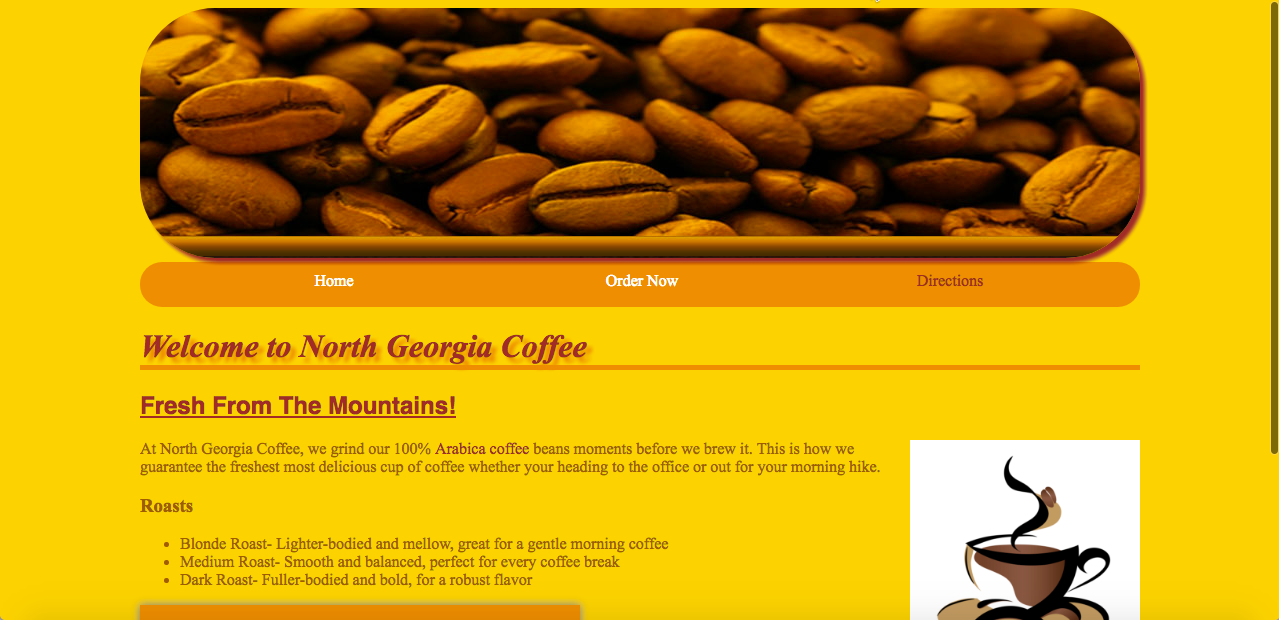 Home Order Now Directions
Welcome to North Georgia Coffee
Fresh From The Mountains!
At North Georgia Coffee, we grind our 100% Arabica coffee beans moments before we brew it. This is how we
guarantee the freshest most delicious cup of coffee whether your heading to the office or out for your morning hike.
Roasts
Blonde Roast- Lighter-bodied and mellow, great for a gentle morning coffee
Medium Roast- Smooth and balanced, perfect for every coffee break
Dark Roast- Fuller-bodied and bold, for a robust flavor